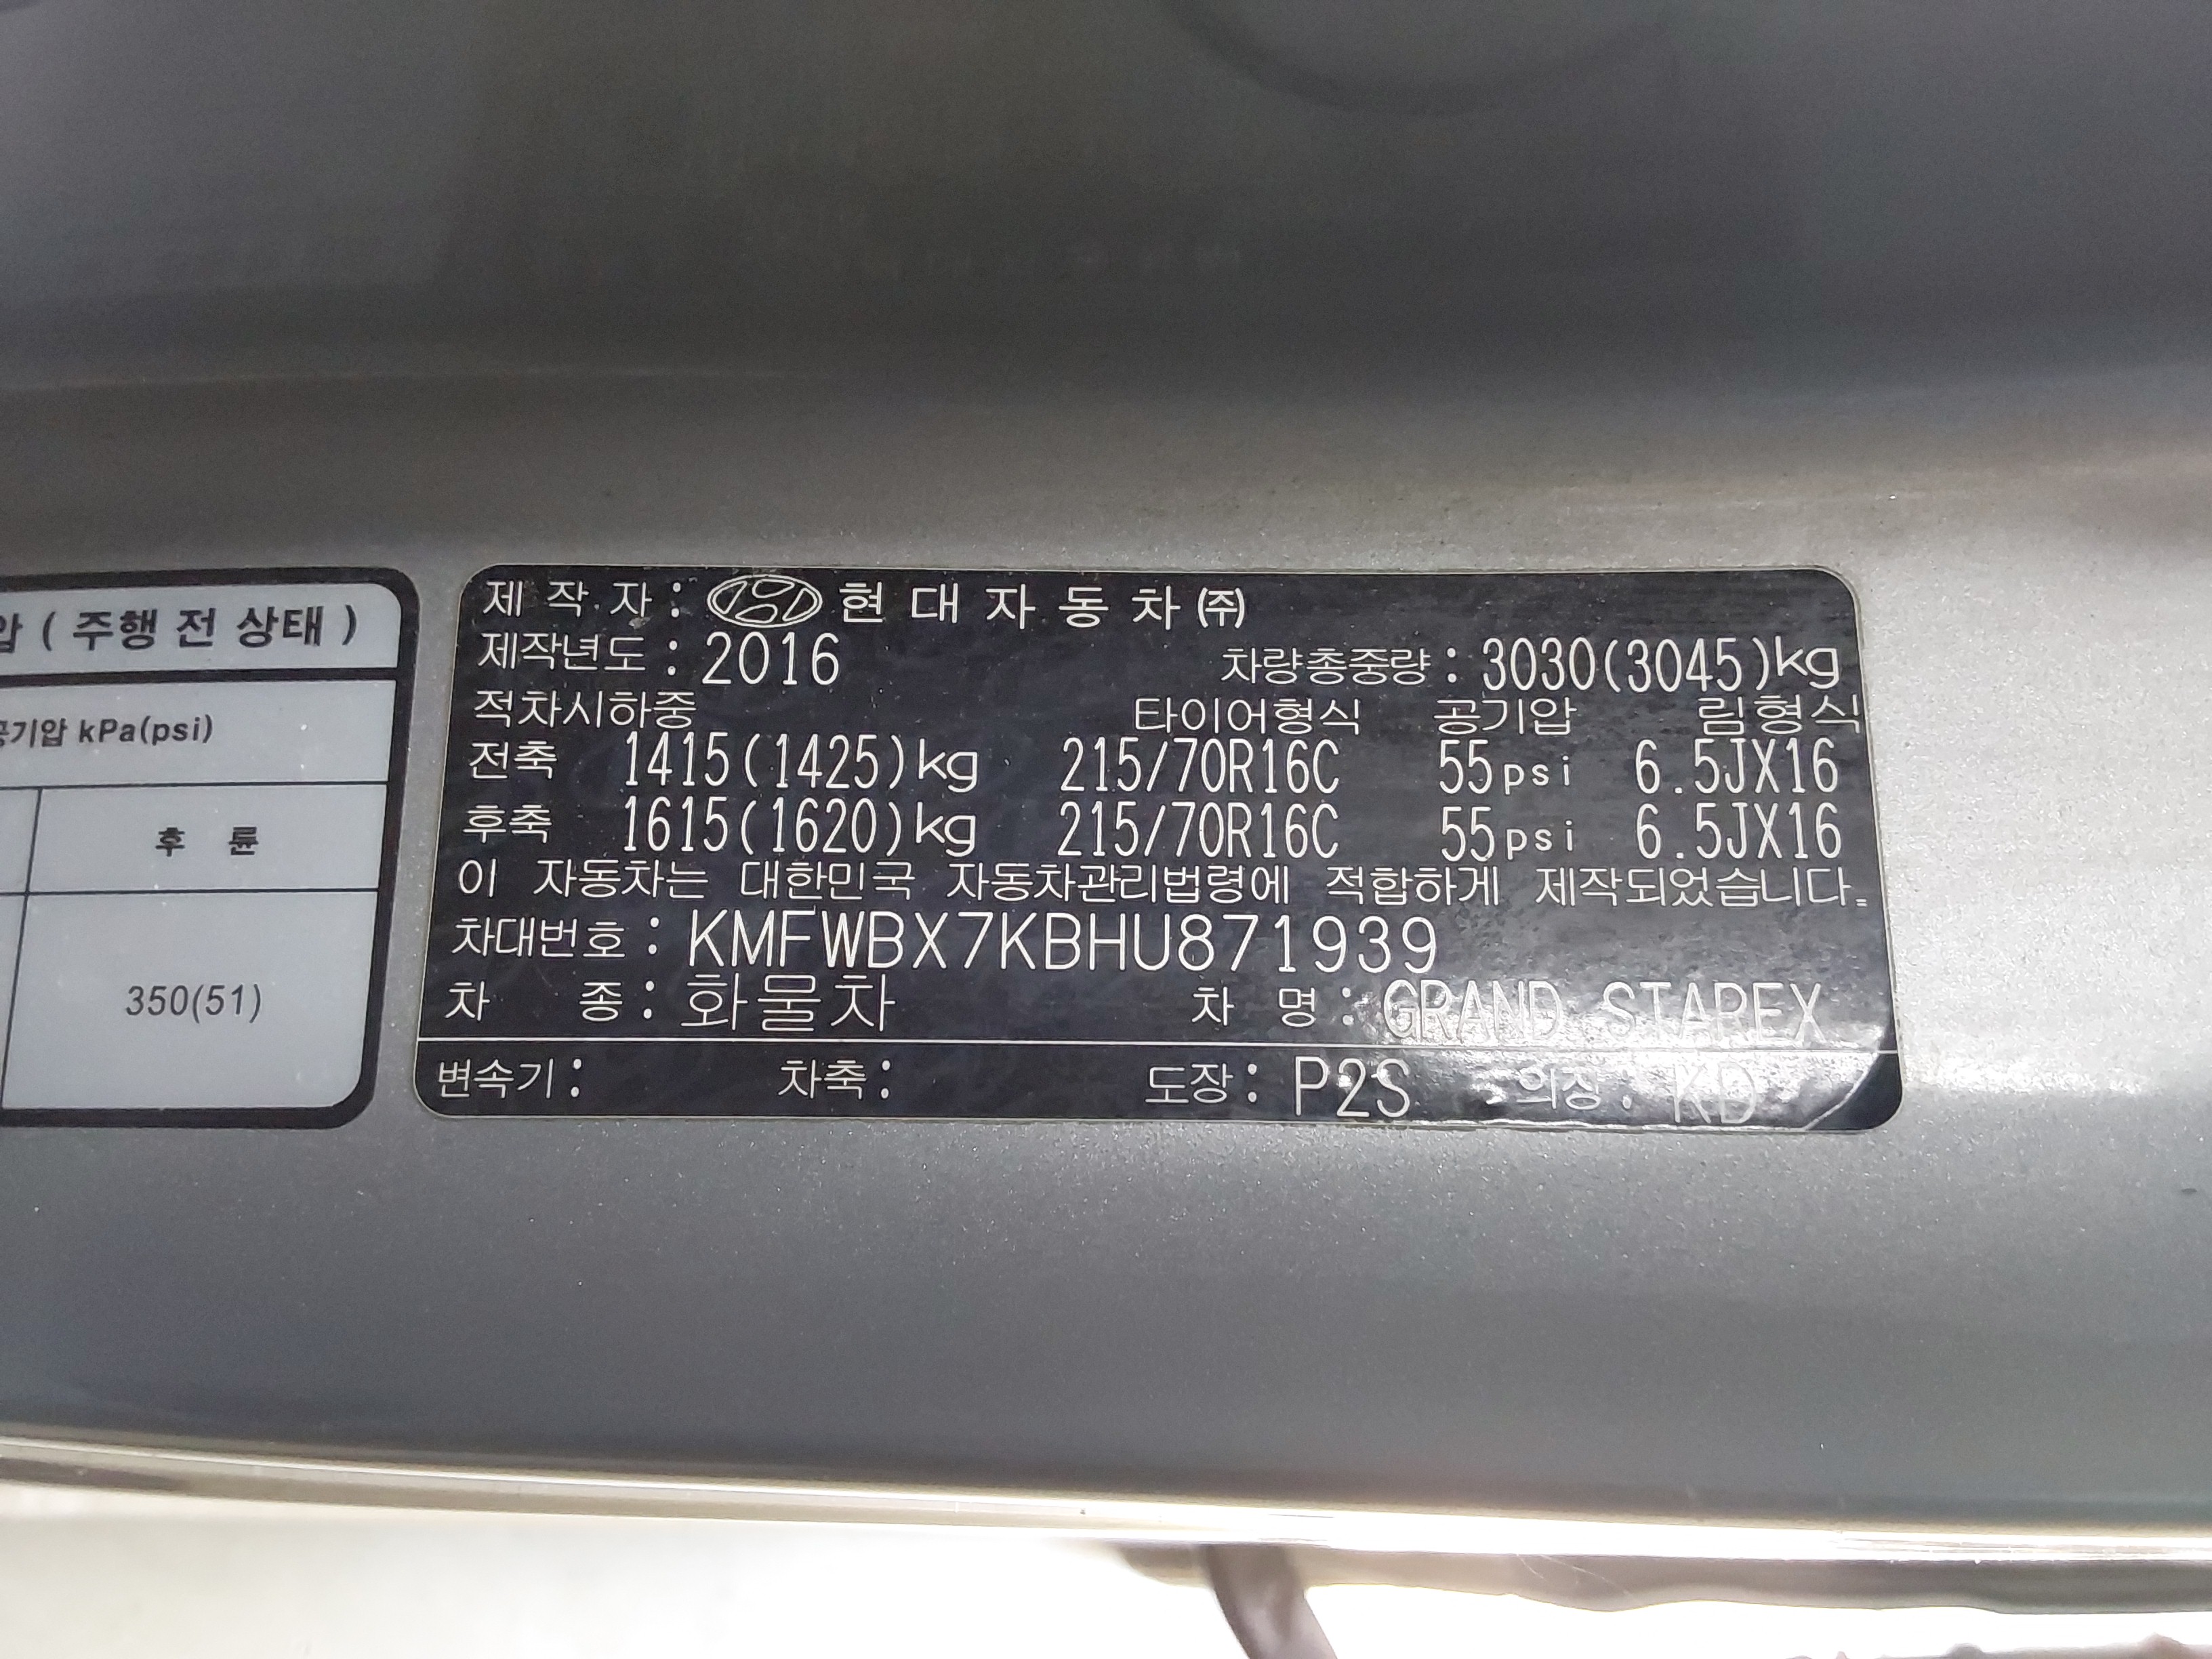 압 ( 주행 전 상태 )
공기압 kPa(psi)
후 륜
350(51)
제 작 자 : 현 대 자 동 차 ㈜
제작년도 : 2016 차량총중량 : 3030(3045)kg
적차시하중 타이어형식 공기압 림형식
전축 1415(1425)kg 215/70R16C 55psi 6.5JX16
후축 1615(1620)kg 215/70R16C 55psi 6.5JX16
이 자동차는 대한민국 자동차관리법령에 적합하게 제작되었습니다.
차대번호 : KMFWBX7KBHU871939
차 종 : 화물차 차 명 : GRAND STAREX
변속기 : 차축 : 도장 : P2S 의장 : KD